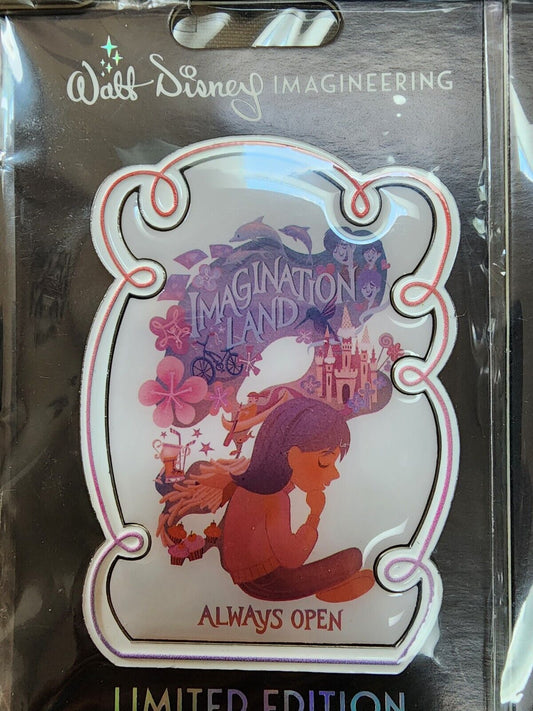 Walt Disney IMAGINEERING
IMAGINATION
LAND
ALWAYS OPEN
LIMITED EDITION